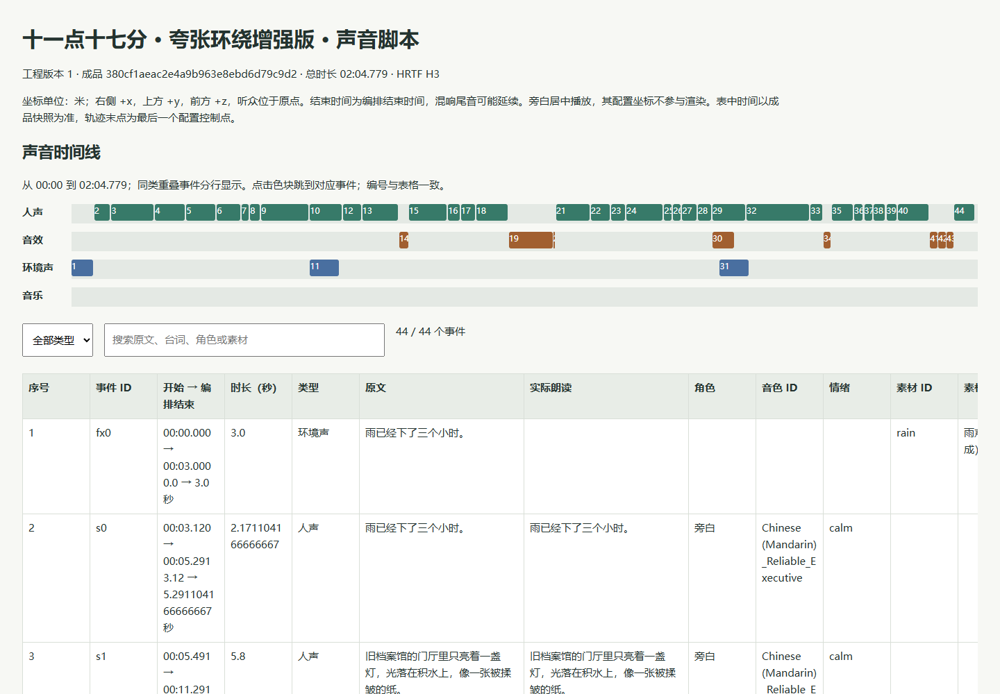 十一点十七分 · 夸张环绕增强版 · 声音脚本
工程版本 1 · 成品 380cf1aeac2e4a9b963e8ebd6d79c9d2 · 总时长 02:04.779 · HRTF H3
坐标单位：米；右侧 +x，上方 +y，前方 +z，听众位于原点。结束时间为编排结束时间，混响尾音可能延续。旁白居中播放，其配置坐标不参与渲染。表中时间以成
品快照为准，轨迹末点为最后一个配置控制点。
声音时间线
从 00:00 到 02:04.779；同类重叠事件分行显示。点击色块跳到对应事件；编号与表格一致。
人声 2 3 4 5 6 7 8 9 10 12 13 15 16 17 18 21 22 23 24 25 26 27 28 29 32 33 35 36 37 38 39 40 44
音效 14 19 30 34 41 42 43
环境声 1 11 31
音乐
全部类型 搜索原文、台词、角色或素材 44 / 44 个事件
序号 事件 ID 开始 → 编 时长（秒） 类型 原文 实际朗读 角色 音色 ID 情绪 素材 ID
排结束
1 fx0 00:00.000 3.0 环境声 雨已经下了三个小时。 rain
→
00:03.000
0.0 → 3.0
秒
2 s0 00:03.120 2.1711041 人声 雨已经下了三个小时。 雨已经下了三个小时。 旁白 Chinese calm
→ 66666667 (Mandarin)
00:05.291 _Reliable_E
3.12 → xecutive
5.2911041
66666667
秒
3 s1 00:05.491 5.8 人声 旧档案馆的门厅里只亮着一盏 旧档案馆的门厅里只亮着一盏 旁白 Chinese calm
→ 灯，光落在积水上，像一张被揉 灯，光落在积水上，像一张被揉 (Mandarin)
00:11.291 皱的纸。 皱的纸。 _Reliable_E